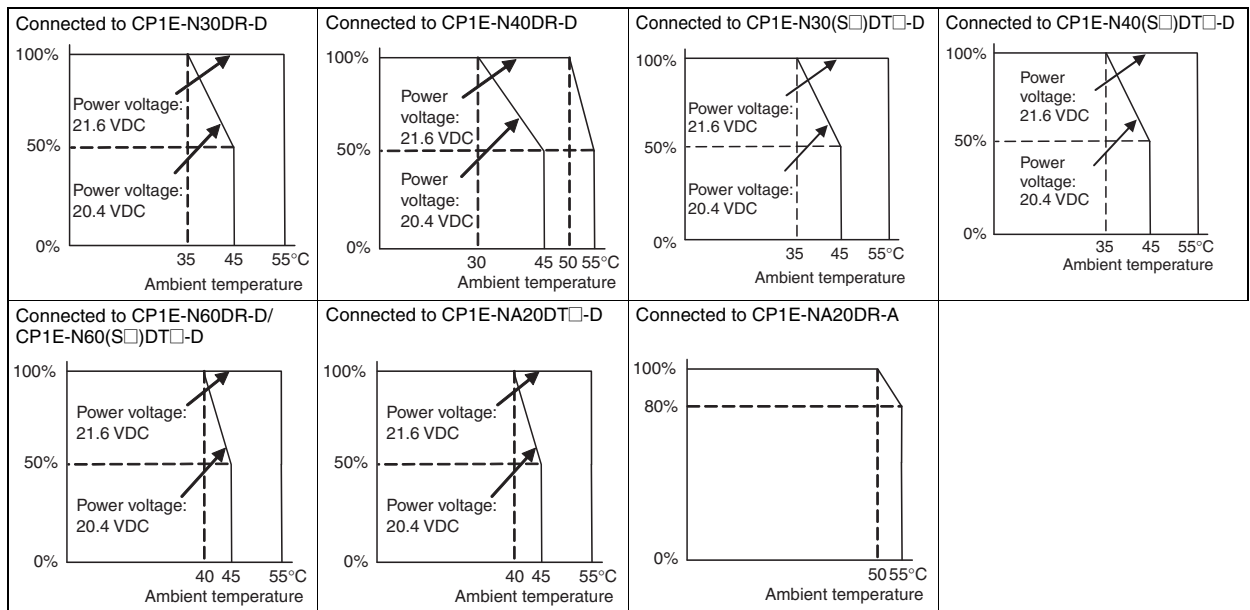 Connected to CP1E-N30DR-D
100%
Power voltage:
21.6 VDC
50%
Power voltage:
20.4 VDC
0%
35 45 55°C
Ambient temperature
Connected to CP1E-N40DR-D
100%
Power
voltage:
21.6 VDC
50%
Power
voltage:
20.4 VDC
0%
30 45 50 55°C
Ambient temperature
Connected to CP1E-N30(S□)DT□-D
100%
Power voltage:
21.6 VDC
50%
Power voltage:
20.4 VDC
0%
35 45 55°C
Ambient temperature
Connected to CP1E-N40(S□)DT□-D
100%
Power
voltage:
21.6 VDC
50%
Power
voltage:
20.4 VDC
0%
35 45 55°C
Ambient temperature
Connected to CP1E-N60DR-D/
CP1E-N60(S□)DT□-D
100%
Power voltage:
21.6 VDC
50%
Power voltage:
20.4 VDC
0%
40 45 55°C
Ambient temperature
Connected to CP1E-NA20DT□-D
100%
Power voltage:
21.6 VDC
50%
Power voltage:
20.4 VDC
0%
40 45 55°C
Ambient temperature
Connected to CP1E-NA20DR-A
100%
80%
0%
50 55°C
Ambient temperature